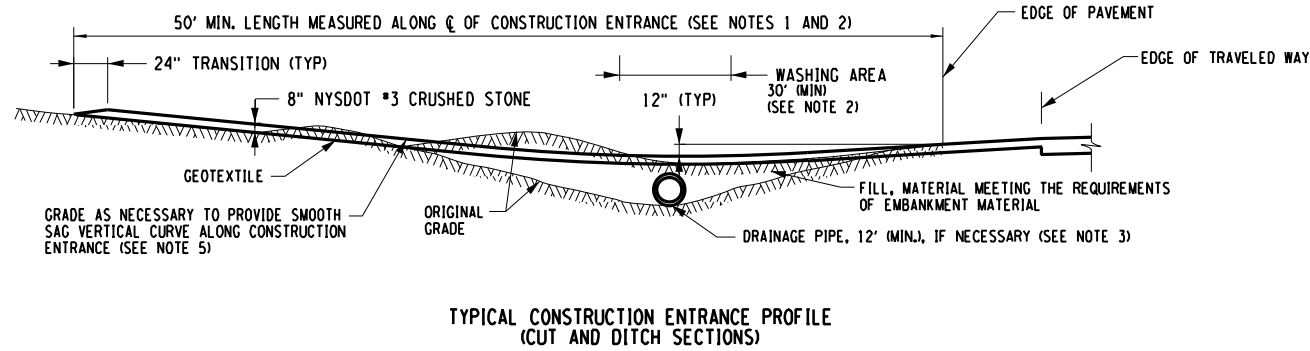 50' MIN. LENGTH MEASURED ALONG ℄ OF CONSTRUCTION ENTRANCE (SEE NOTES 1 AND 2)
EDGE OF PAVEMENT
EDGE OF TRAVELED WAY
24" TRANSITION (TYP)
WASHING AREA
30' (MIN)
(SEE NOTE 2)
12" (TYP)
8" NYSDOT #3 CRUSHED STONE
GEOTEXTILE
GRADE AS NECESSARY TO PROVIDE SMOOTH
SAG VERTICAL CURVE ALONG CONSTRUCTION
ENTRANCE (SEE NOTE 5)
ORIGINAL
GRADE
FILL, MATERIAL MEETING THE REQUIREMENTS
OF EMBANKMENT MATERIAL
DRAINAGE PIPE, 12' (MIN.), IF NECESSARY (SEE NOTE 3)
TYPICAL CONSTRUCTION ENTRANCE PROFILE
(CUT AND DITCH SECTIONS)